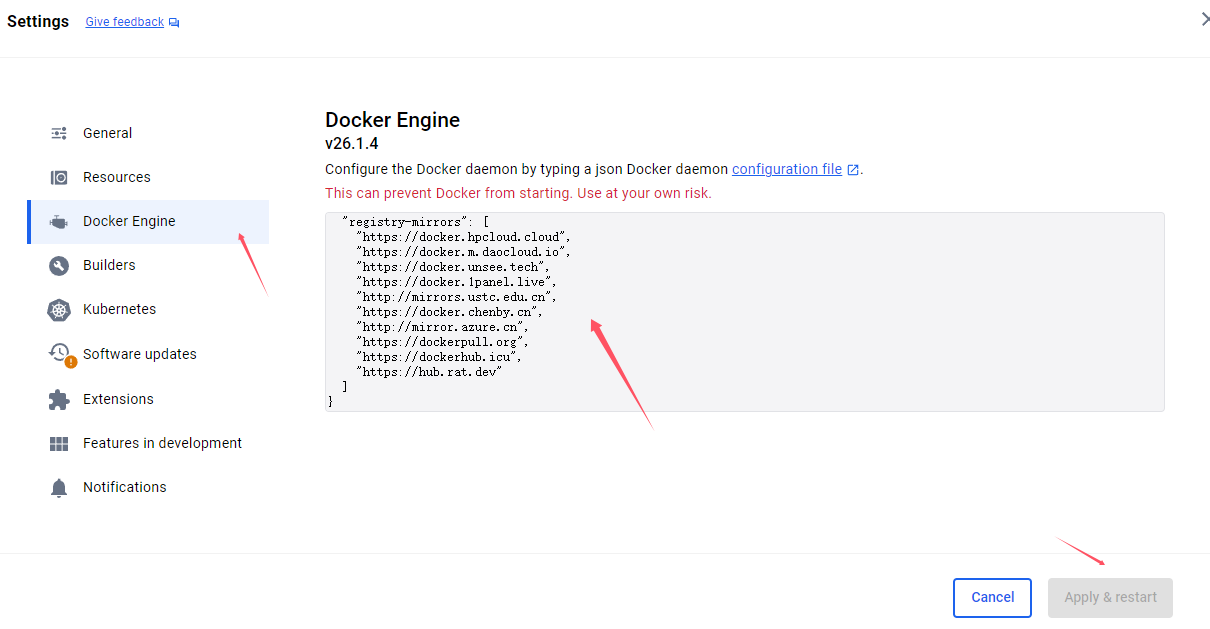 Settings
Give feedback
General
Resources
Docker Engine
Builders
Kubernetes
Software updates
Extensions
Features in development
Notifications
Docker Engine
v26.1.4
Configure the Docker daemon by typing a json Docker daemon configuration file.
This can prevent Docker from starting. Use at your own risk.
"registry-mirrors": [
"https://docker.hpcloud.cloud",
"https://docker.m.daocloud.io",
"https://docker.unsee.tech",
"https://docker.1panel.live",
"http://mirrors.ustc.edu.cn",
"https://docker.chenby.cn",
"http://mirror.azure.cn",
"https://dockerpull.org",
"https://dockerhub.icu",
"https://hub.rat.dev"
]
}
Cancel
Apply & restart